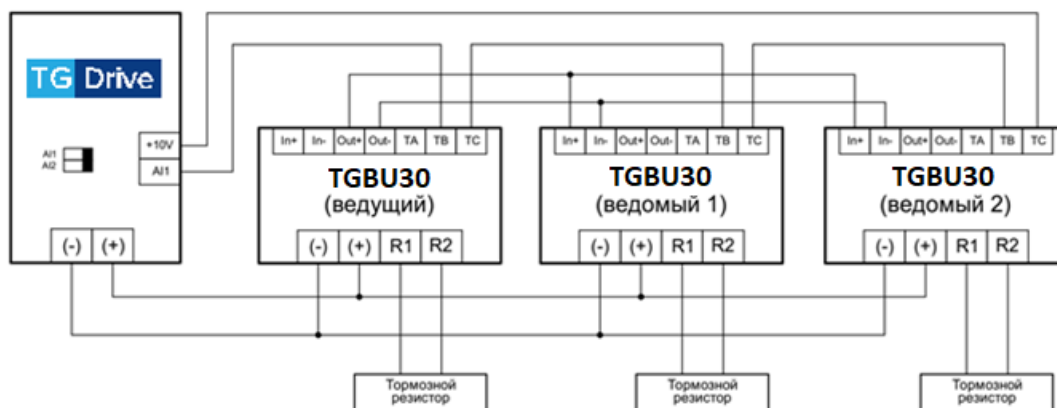 TG Drive
AI1
AI2
+10V
AI1
(-) (+)
In+ In- Out+ Out- TA TB TC
TGBU30
(ведущий)
(-) (+) R1 R2
In+ In- Out+ Out- TA TB TC
TGBU30
(ведомый 1)
(-) (+) R1 R2
In+ In- Out+ Out- TA TB TC
TGBU30
(ведомый 2)
(-) (+) R1 R2
Тормозной
резистор
Тормозной
резистор
Тормозной
резистор